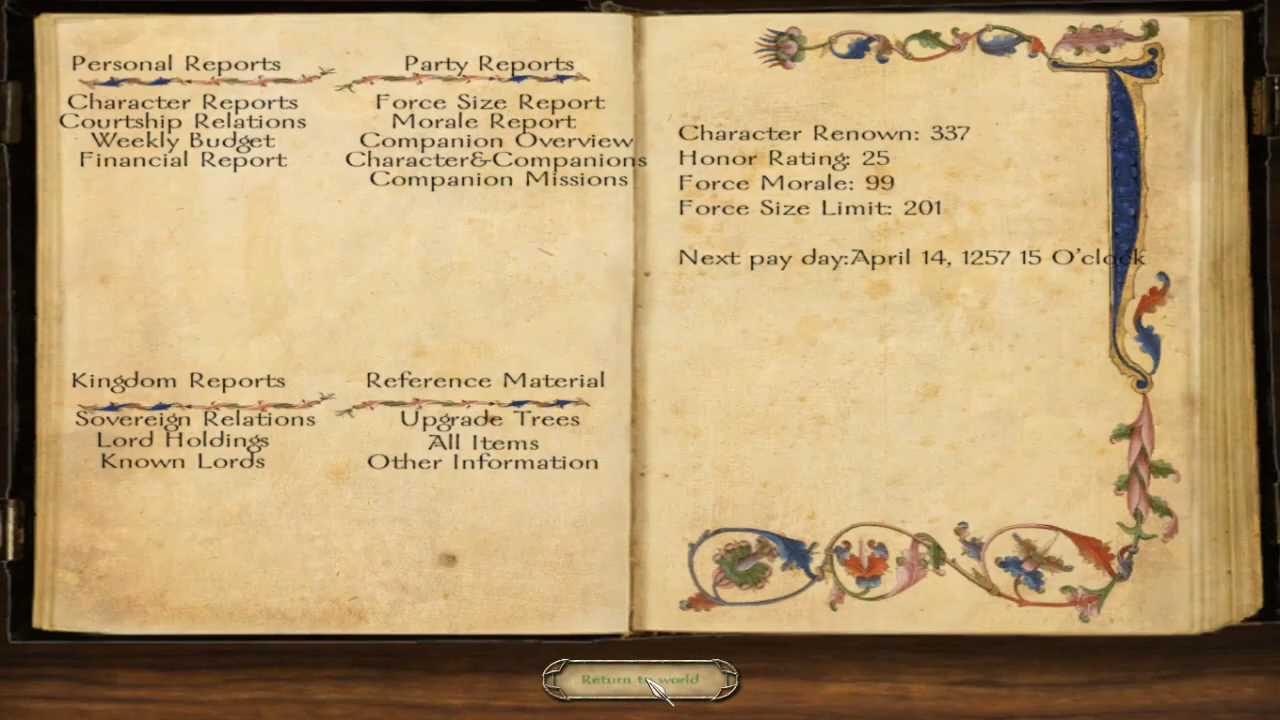 Personal Reports
Character Reports
Courtship Relations
Weekly Budget
Financial Report
Party Reports
Force Size Report
Morale Report
Companion Overview
Character&Companions
Companion Missions
Kingdom Reports
Sovereign Relations
Lord Holdings
Known Lords
Reference Material
Upgrade Trees
All Items
Other Information
Character Renown: 337
Honor Rating: 25
Force Morale: 99
Force Size Limit: 201
Next pay day:April 14, 1257 15 O'clock
Return to world